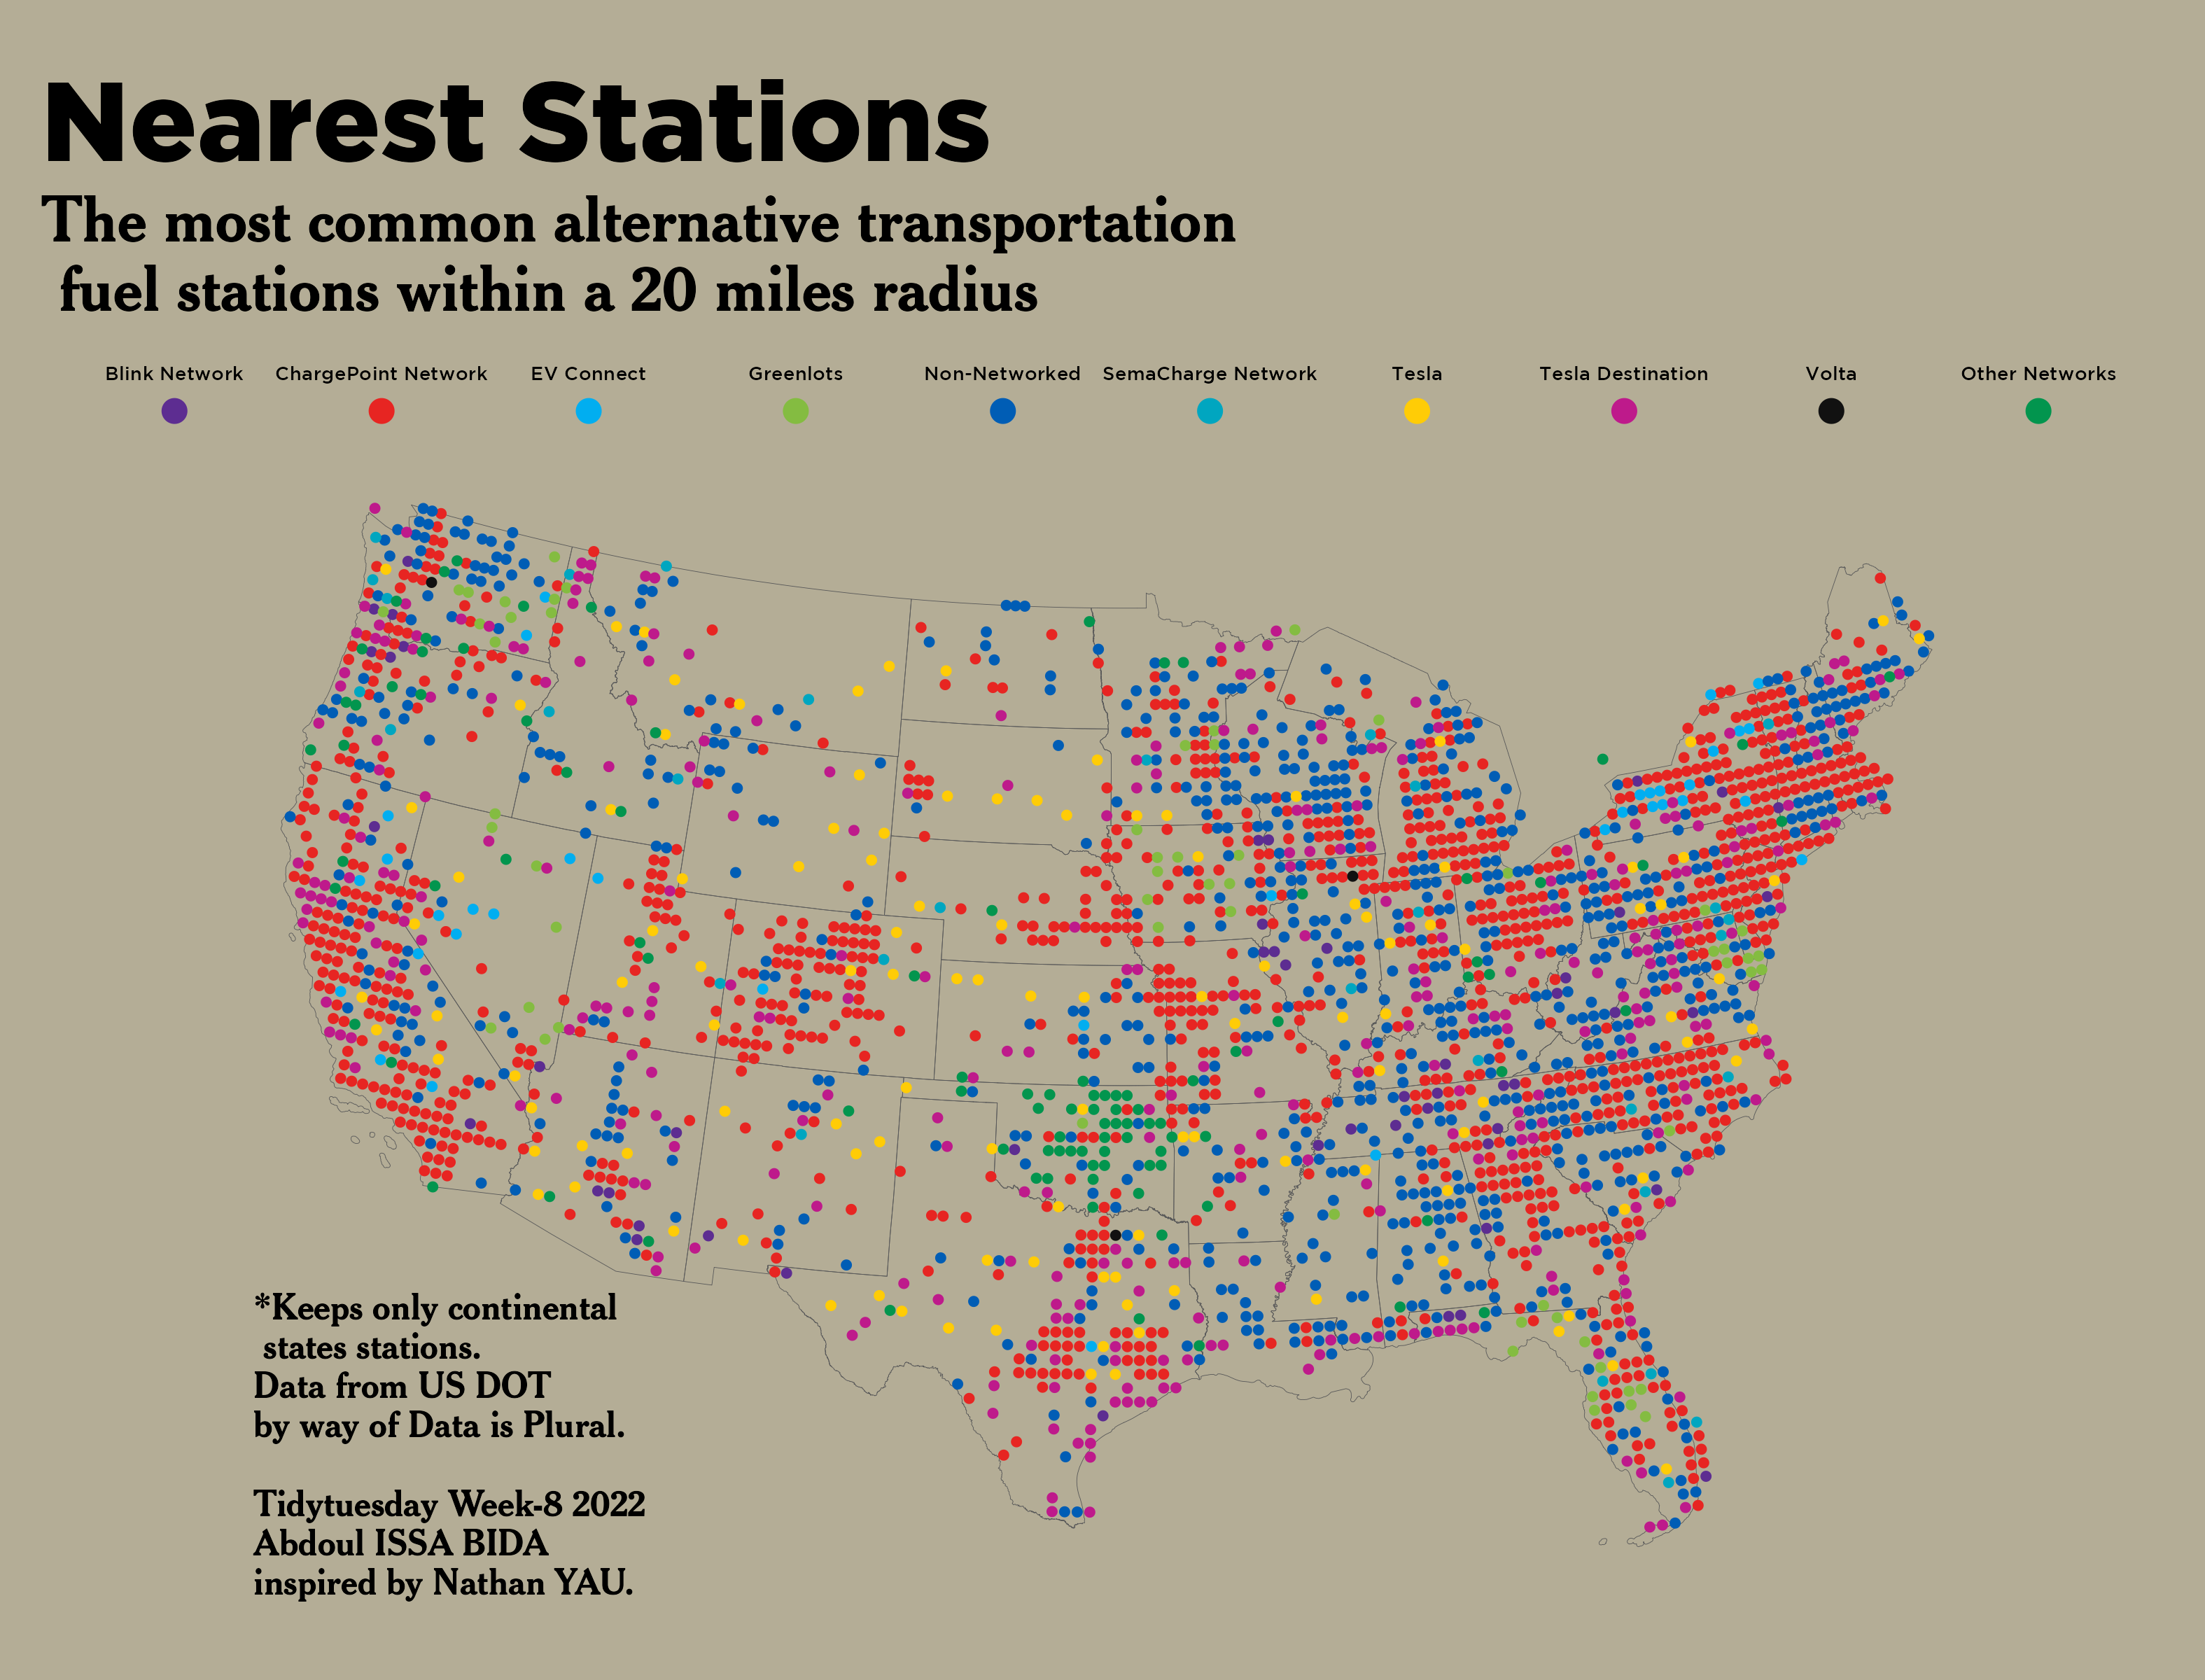 Nearest Stations
The most common alternative transportation
fuel stations within a 20 miles radius
Blink Network ChargePoint Network EV Connect Greenlots Non-Networked SemaCharge Network Tesla Tesla Destination Volta Other Networks
*Keeps only continental
states stations.
Data from US DOT
by way of Data is Plural.
Tidytuesday Week-8 2022
Abdoul ISSA BIDA
inspired by Nathan YAU.